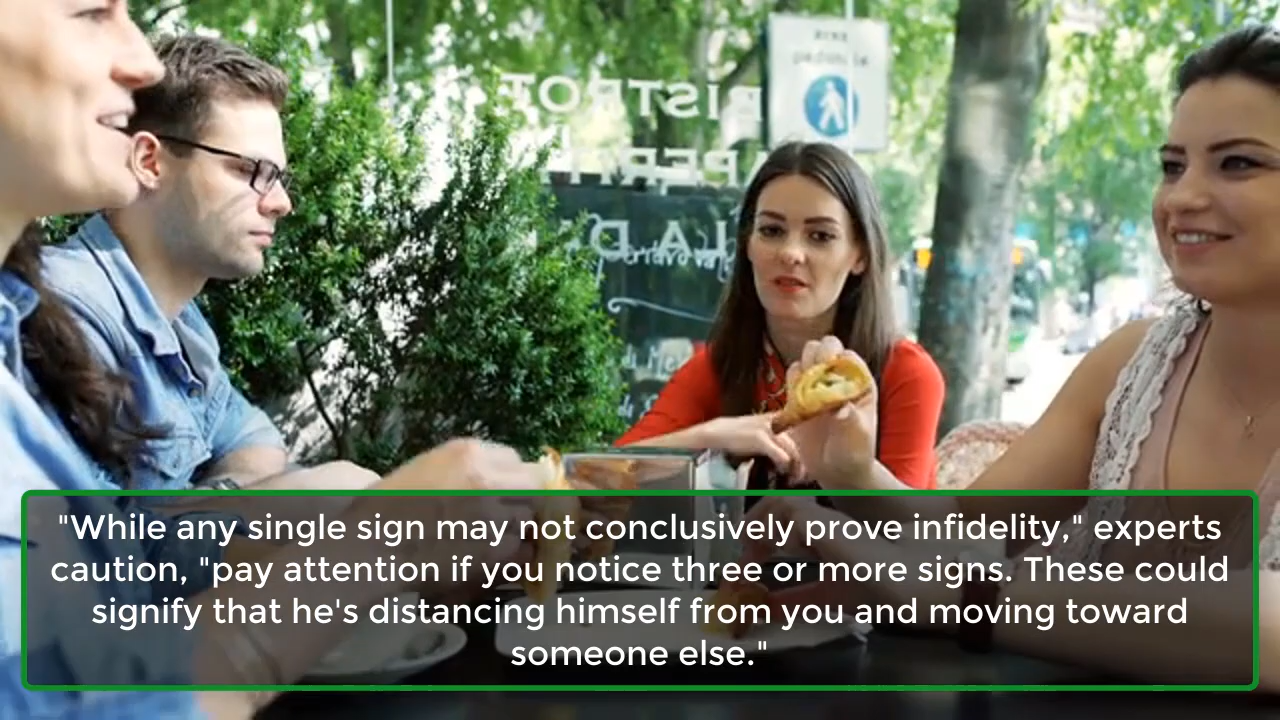 BISTROT
"While any single sign may not conclusively prove infidelity," experts
caution, "pay attention if you notice three or more signs. These could
signify that he's distancing himself from you and moving toward
someone else."